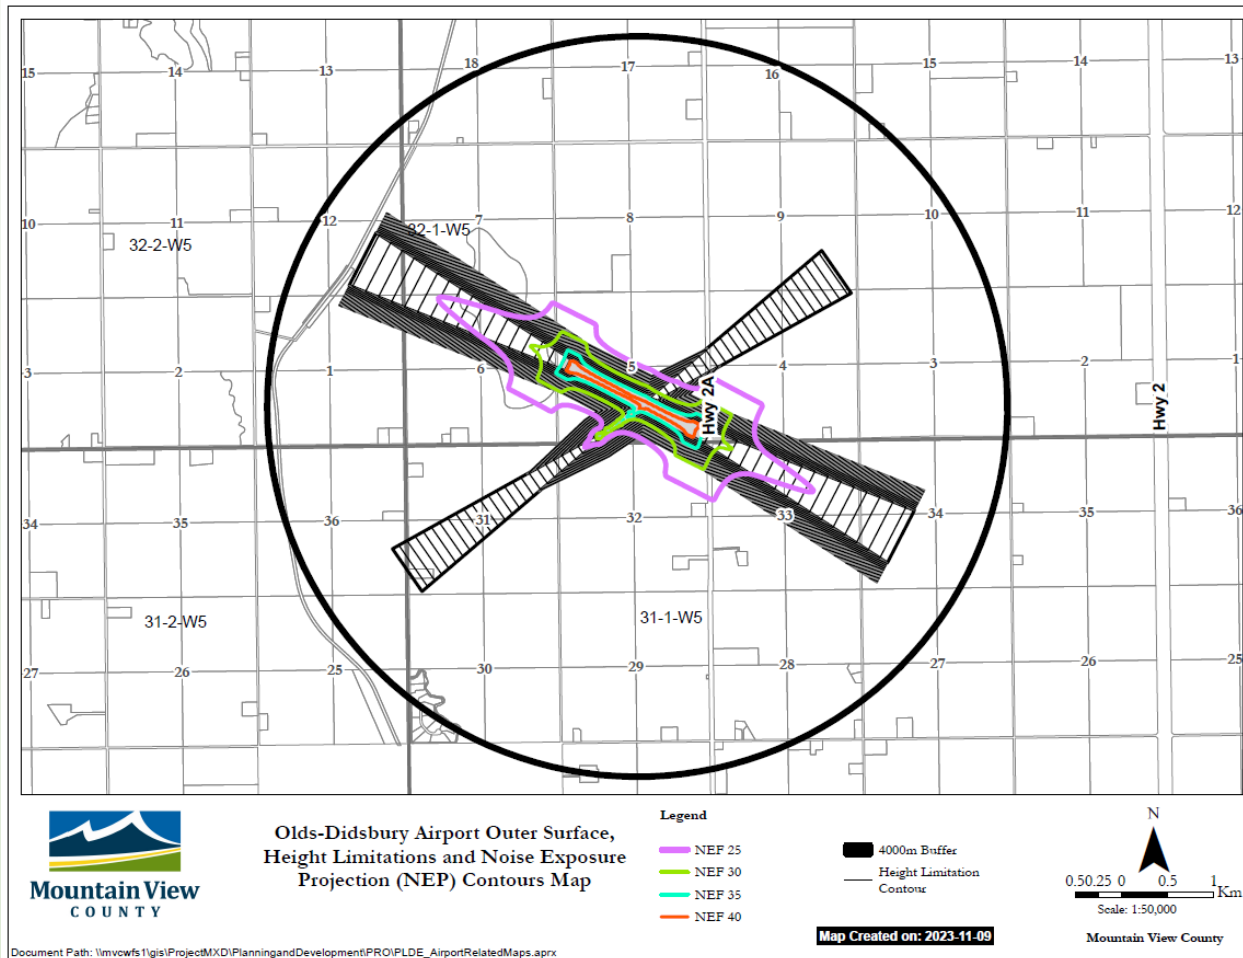 15
14
13
18
17
16
15
14
13
10
11
12
7
8
9
10
11
12
32-2-W5
32-1-W5
3
2
1
6
5
4
3
2
1
Hwy 2A
Hwy 2
34
35
36
31
32
33
34
35
36
31-2-W5
31-1-W5
27
26
25
30
29
28
27
26
25
Mountain View
COUNTY
Olds-Didsbury Airport Outer Surface,
Height Limitations and Noise Exposure
Projection (NEP) Contours Map
Legend
NEF 25
NEF 30
NEF 35
NEF 40
4000m Buffer
Height Limitation
Contour
Map Created on: 2023-11-09
N
0.50.25 0 0.5 1
Km
Scale: 1:50,000
Mountain View County
Document Path: \\mvcwfs1\gis\ProjectMXD\PlanningandDevelopment\PRO\PLDE_AirportRelatedMaps.aprx